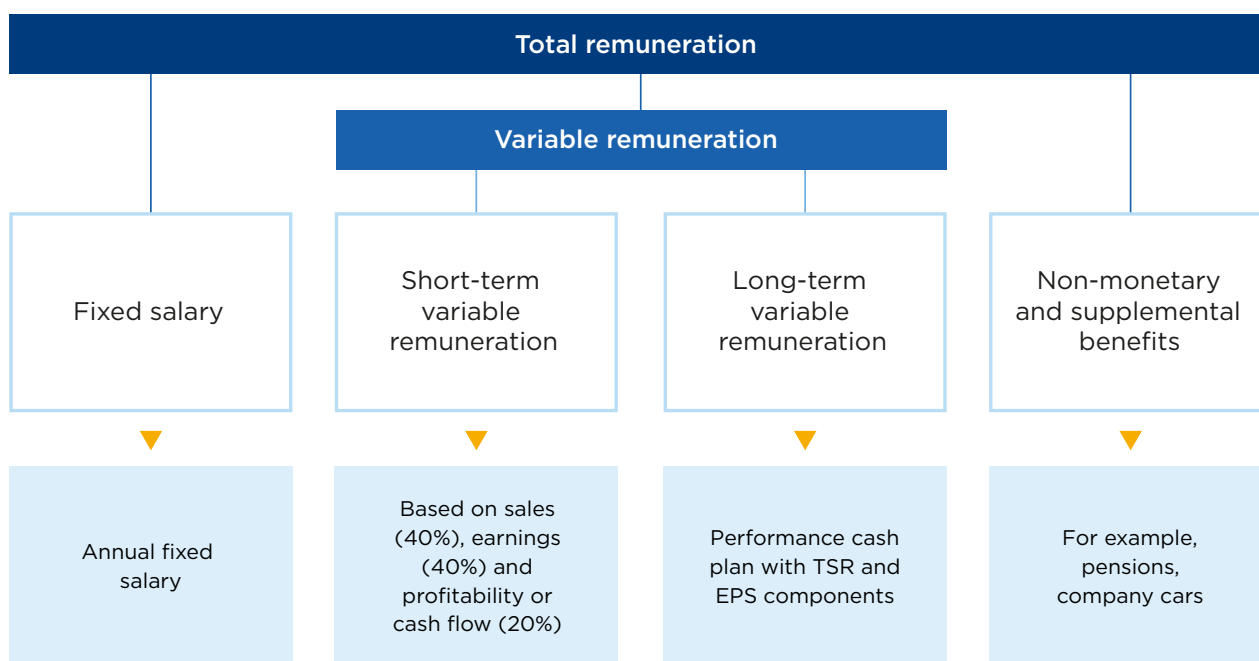 Total remuneration
Variable remuneration
Fixed salary
Short-term
variable
remuneration
Long-term
variable
remuneration
Non-monetary
and supplemental
benefits
Annual fixed
salary
Based on sales
(40%), earnings
(40%) and
profitability or
cash flow (20%)
Performance cash
plan with TSR and
EPS components
For example,
pensions,
company cars